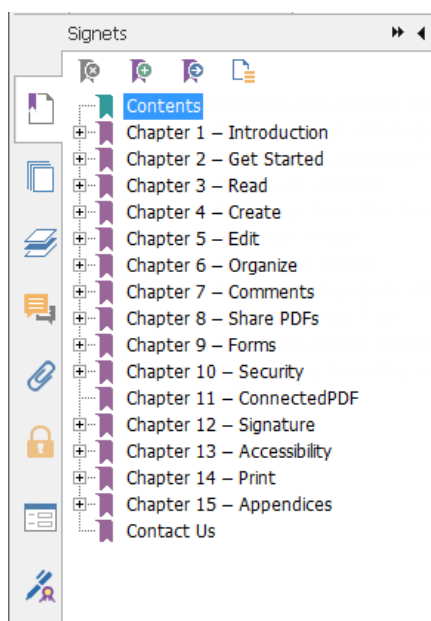 Signets
Contents
Chapter 1 – Introduction
Chapter 2 – Get Started
Chapter 3 – Read
Chapter 4 – Create
Chapter 5 – Edit
Chapter 6 – Organize
Chapter 7 – Comments
Chapter 8 – Share PDFs
Chapter 9 – Forms
Chapter 10 – Security
Chapter 11 – ConnectedPDF
Chapter 12 – Signature
Chapter 13 – Accessibility
Chapter 14 – Print
Chapter 15 – Appendices
Contact Us